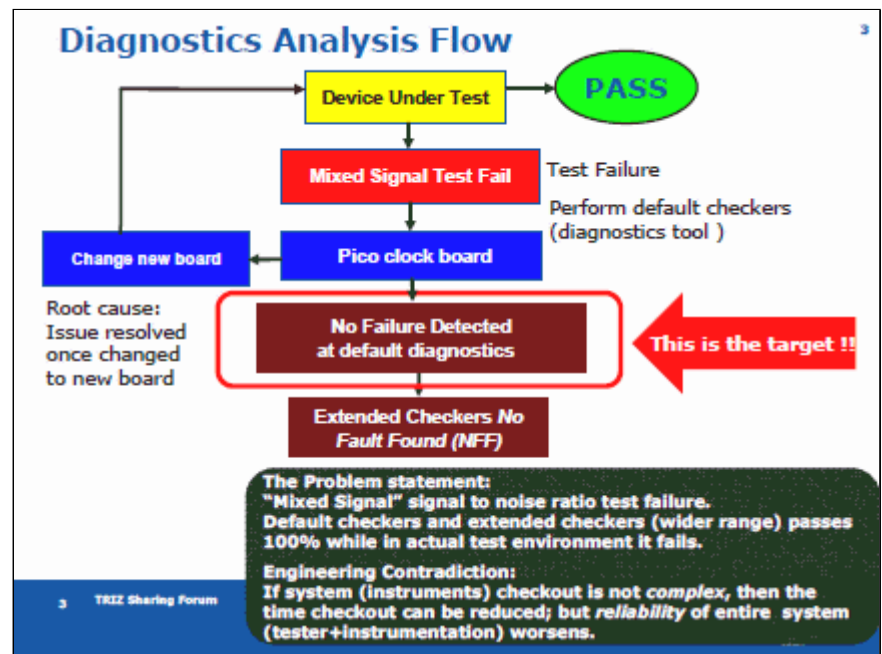 Diagnostics Analysis Flow
3
Device Under Test
PASS
Mixed Signal Test Fail
Test Failure
Perform default checkers
(diagnostics tool )
Change new board
Pico clock board
Root cause:
Issue resolved
once changed
to new board
No Failure Detected
at default diagnostics
This is the target !!
Extended Checkers No
Fault Found (NFF)
The Problem statement:
“Mixed Signal” signal to noise ratio test failure.
Default checkers and extended checkers (wider range) passes
100% while in actual test environment it fails.
Engineering Contradiction:
If system (instruments) checkout is not complex, then the
time checkout can be reduced; but reliability of entire system
(tester+instrumentation) worsens.
3 TRIZ Sharing Forum